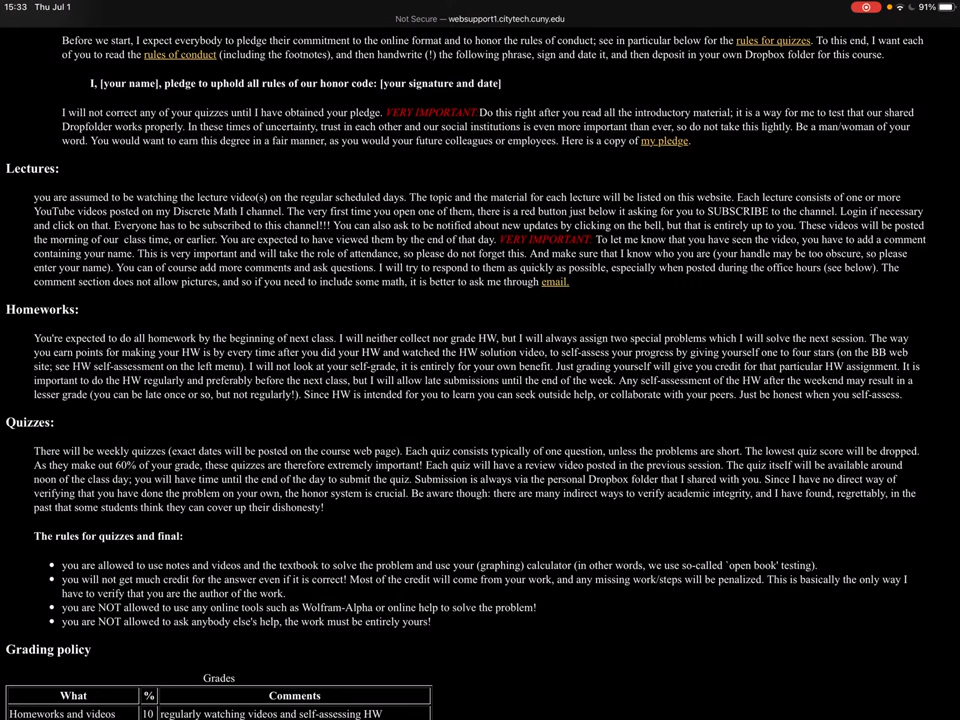 15:33 Thu Jul 1
91%
Not Secure — websupport1.citytech.cuny.edu
Before we start, I expect everybody to pledge their commitment to the online format and to honor the rules of conduct; see in particular below for the rules for quizzes. To this end, I want each
of you to read the rules of conduct (including the footnotes), and then handwrite (!) the following phrase, sign and date it, and then deposit in your own Dropbox folder for this course.
I, [your name], pledge to uphold all rules of our honor code: [your signature and date]
I will not correct any of your quizzes until I have obtained your pledge. VERY IMPORTANT Do this right after you read all the introductory material; it is a way for me to test that our shared
Dropfolder works properly. In these times of uncertainty, trust in each other and our social institutions is even more important than ever, so do not take this lightly. Be a man/woman of your
word. You would want to earn this degree in a fair manner, as you would your future colleagues or employees. Here is a copy of my pledge.
Lectures:
you are assumed to be watching the lecture video(s) on the regular scheduled days. The topic and the material for each lecture will be listed on this website. Each lecture consists of one or more
YouTube videos posted on my Discrete Math I channel. The very first time you open one of them, there is a red button just below it asking for you to SUBSCRIBE to the channel. Login if necessary
and click on that. Everyone has to be subscribed to this channel!!! You can also ask to be notified about new updates by clicking on the bell, but that is entirely up to you. These videos will be posted
the morning of our class time, or earlier. You are expected to have viewed them by the end of that day. VERY IMPORTANT: To let me know that you have seen the video, you have to add a comment
containing your name. This is very important and will take the role of attendance, so please do not forget this. And make sure that I know who you are (your handle may be too obscure, so please
enter your name). You can of course add more comments and ask questions. I will try to respond to them as quickly as possible, especially when posted during the office hours (see below). The
comment section does not allow pictures, and so if you need to include some math, it is better to ask me through email.
Homeworks:
You're expected to do all homework by the beginning of next class. I will neither collect nor grade HW, but I will always assign two special problems which I will solve the next session. The way
you earn points for making your HW is by every time after you did your HW and watched the HW solution video, to self-assess your progress by giving yourself one to four stars (on the BB web
site; see HW self-assessment on the left menu). I will not look at your self-grade, it is entirely for your own benefit. Just grading yourself will give you credit for that particular HW assignment. It is
important to do the HW regularly and preferably before the next class, but I will allow late submissions until the end of the week. Any self-assessment of the HW after the weekend may result in a
lesser grade (you can be late once or so, but not regularly!). Since HW is intended for you to learn you can seek outside help, or collaborate with your peers. Just be honest when you self-assess.
Quizzes:
There will be weekly quizzes (exact dates will be posted on the course web page). Each quiz consists typically of one question, unless the problems are short. The lowest quiz score will be dropped.
As they make out 60% of your grade, these quizzes are therefore extremely important! Each quiz will have a review video posted in the previous session. The quiz itself will be available around
noon of the class day; you will have time until the end of the day to submit the quiz. Submission is always via the personal Dropbox folder that I shared with you. Since I have no direct way of
verifying that you have done the problem on your own, the honor system is crucial. Be aware though: there are many indirect ways to verify academic integrity, and I have found, regrettably, in the
past that some students think they can cover up their dishonesty!
The rules for quizzes and final:
• you are allowed to use notes and videos and the textbook to solve the problem and use your (graphing) calculator (in other words, we use so-called `open book' testing).
• you will not get much credit for the answer even if it is correct! Most of the credit will come from your work, and any missing work/steps will be penalized. This is basically the only way I
have to verify that you are the author of the work.
• you are NOT allowed to use any online tools such as Wolfram-Alpha or online help to solve the problem!
• you are NOT allowed to ask anybody else's help, the work must be entirely yours!
Grading policy
Grades
What % Comments
Homeworks and videos 10 regularly watching videos and self-assessing HW